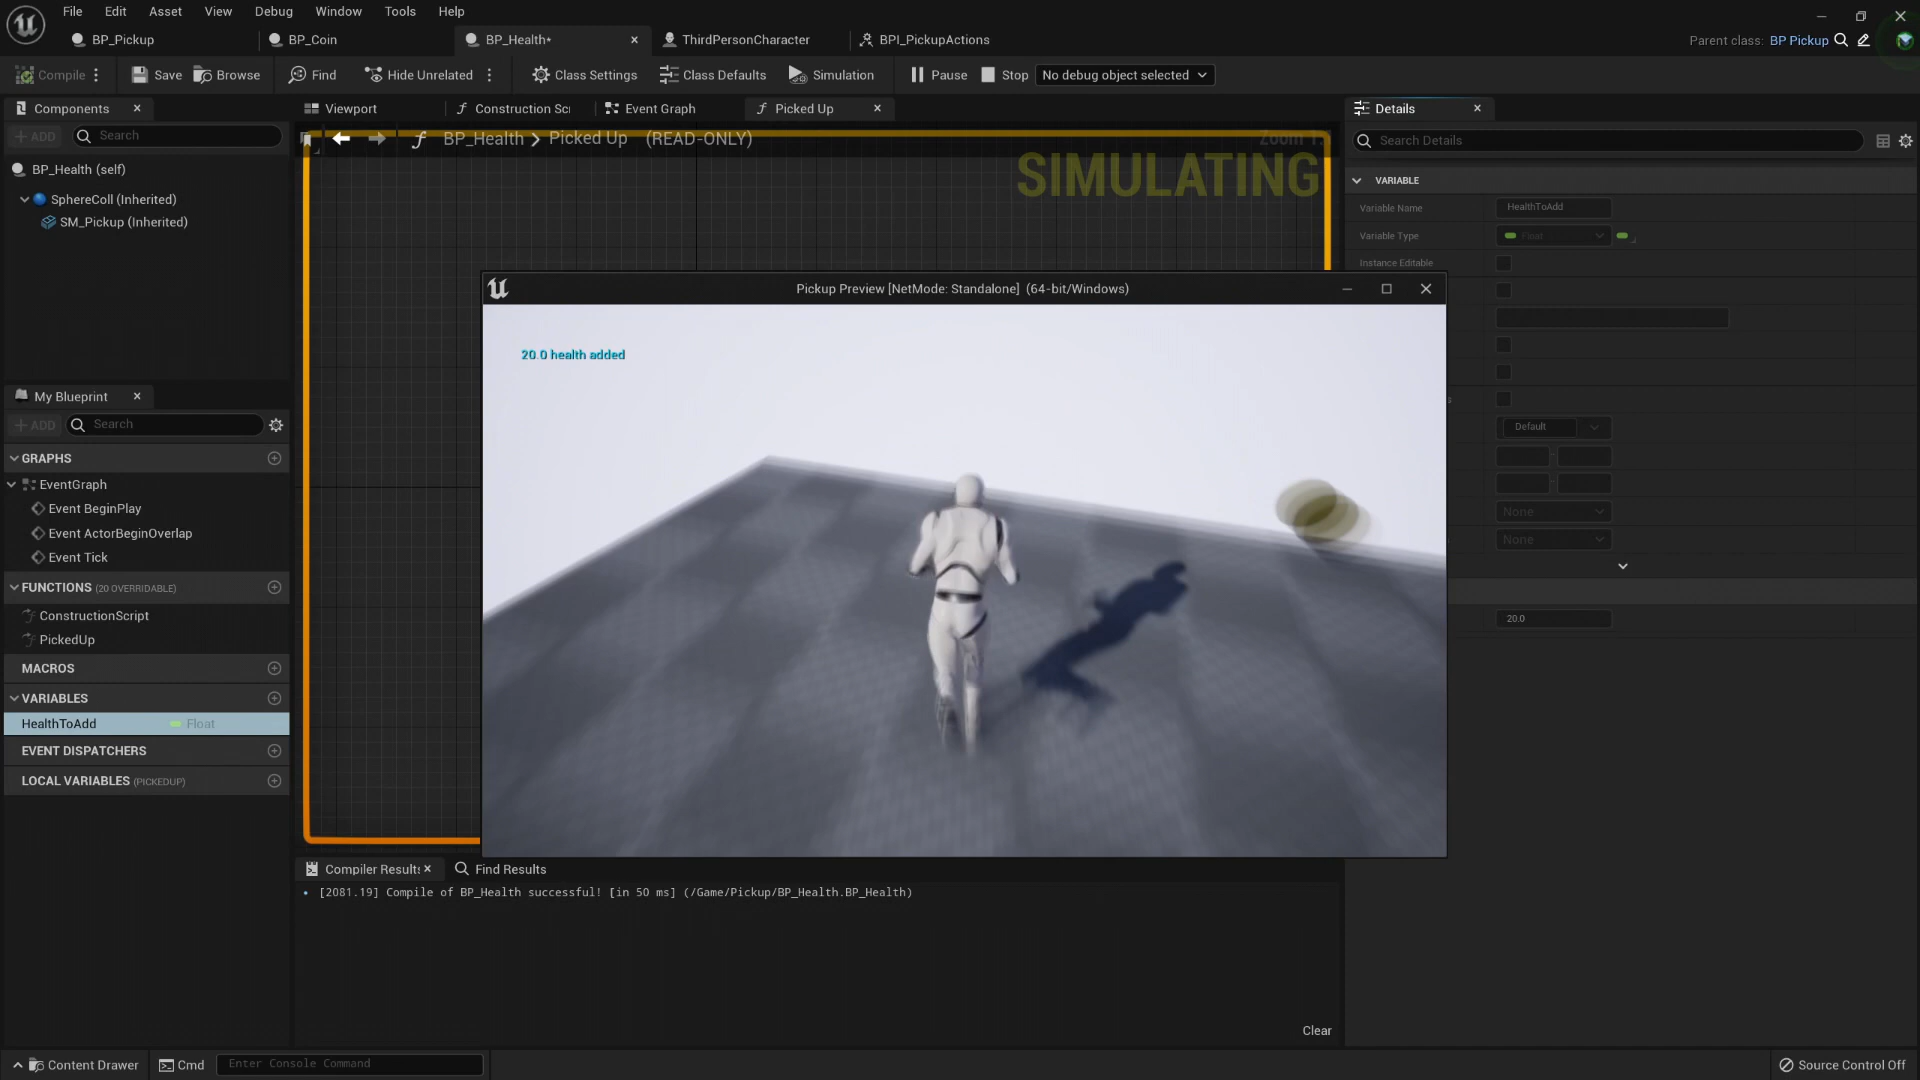 File Edit Asset View Debug Window Tools Help
BP_Pickup BP_Coin BP_Health* ThirdPersonCharacter BPI_PickupActions
Parent class: BP Pickup
Compile Save Browse Find Hide Unrelated Class Settings Class Defaults Simulation Pause Stop No debug object selected
Components
ADD Search
BP_Health (self)
SphereColl (Inherited)
SM_Pickup (Inherited)
My Blueprint
ADD Search
GRAPHS
EventGraph
Event BeginPlay
Event ActorBeginOverlap
Event Tick
FUNCTIONS (20 OVERRIDABLE)
ConstructionScript
PickedUp
MACROS
VARIABLES
HealthToAdd Float
EVENT DISPATCHERS
LOCAL VARIABLES (PICKEDUP)
Viewport Construction Sc Event Graph Picked Up
BP_Health > Picked Up (READ-ONLY)
SIMULATING
Pickup Preview [NetMode: Standalone] (64-bit/Windows)
20.0 health added
Compiler Results Find Results
[2081.19] Compile of BP_Health successful! [in 50 ms] (/Game/Pickup/BP_Health.BP_Health)
Clear
Details
Search Details
VARIABLE
Variable Name HealthToAdd
Variable Type Float
Instance Editable
Default
None
None
20.0
Content Drawer Cmd Enter Console Command Source Control Off